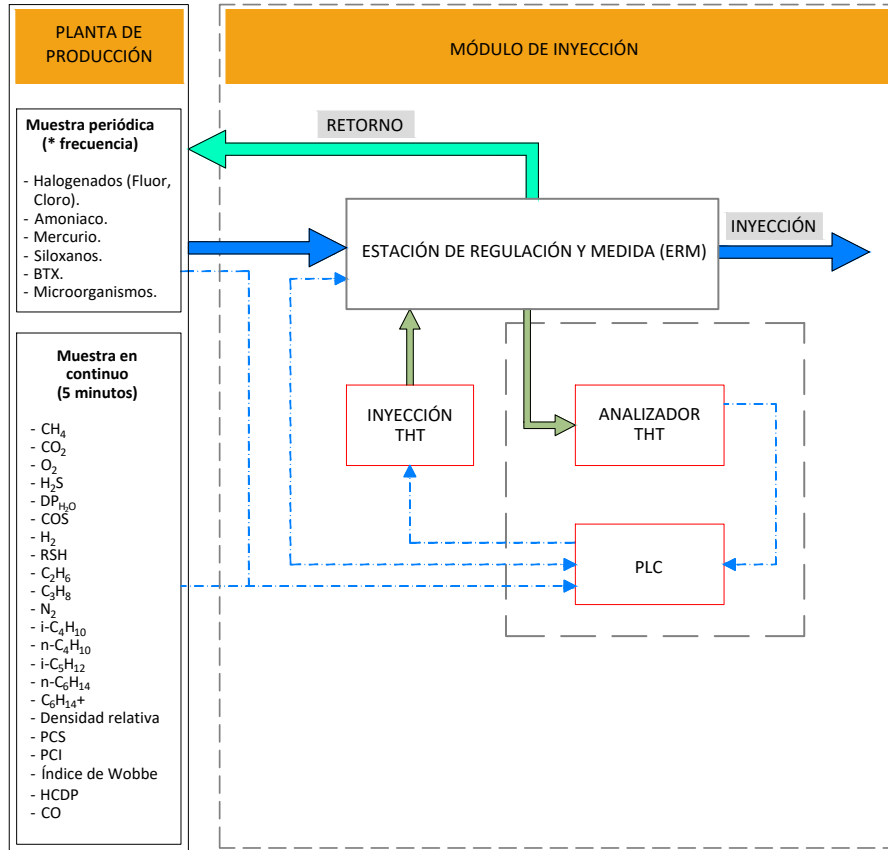 PLANTA DE
PRODUCCIÓN
MÓDULO DE INYECCIÓN
Muestra periódica
(* frecuencia)
- Halogenados (Fluor,
Cloro).
- Amoniaco.
- Mercurio.
- Siloxanos.
- BTX.
- Microorganismos.
RETORNO
ESTACIÓN DE REGULACIÓN Y MEDIDA (ERM)
INYECCIÓN
Muestra en
continuo
(5 minutos)
- CH₄
- CO₂
- O₂
- H₂S
- DP_H₂O
- COS
- H₂
- RSH
- C₂H₆
- C₃H₈
- N₂
- i-C₄H₁₀
- n-C₄H₁₀
- i-C₅H₁₂
- n-C₆H₁₄
- C₆H₁₄+
- Densidad relativa
- PCS
- PCI
- Índice de Wobbe
- HCDP
- CO
INYECCIÓN
THT
ANALIZADOR
THT
PLC